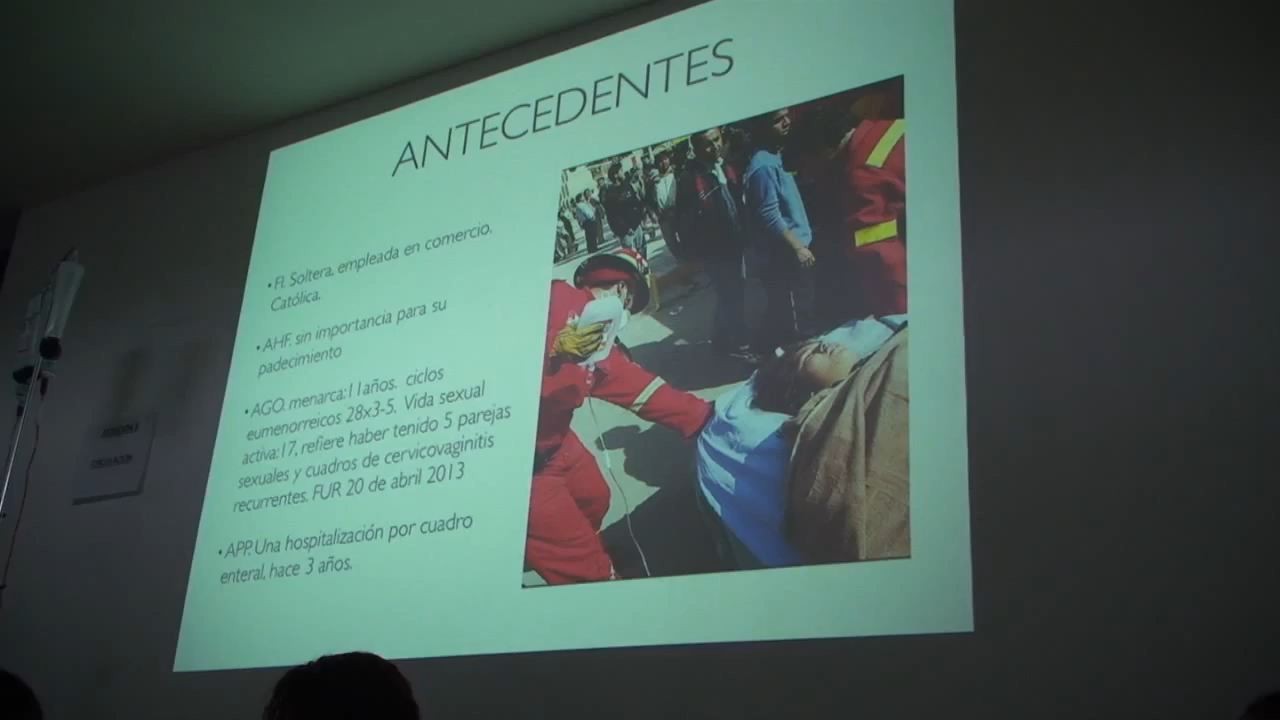 ANTECEDENTES
• FI. Soltera, empleada en comercio.
Católica.
• AHF. sin importancia para su
padecimiento
• AGO. menarca:11años. ciclos
eumenorreicos 28x3-5. Vida sexual
activa:17, refiere haber tenido 5 parejas
sexuales y cuadros de cervicovaginitis
recurrentes. FUR 20 de abril 2013
• APP. Una hospitalización por cuadro
enteral, hace 3 años.
CIRCULACIÓN